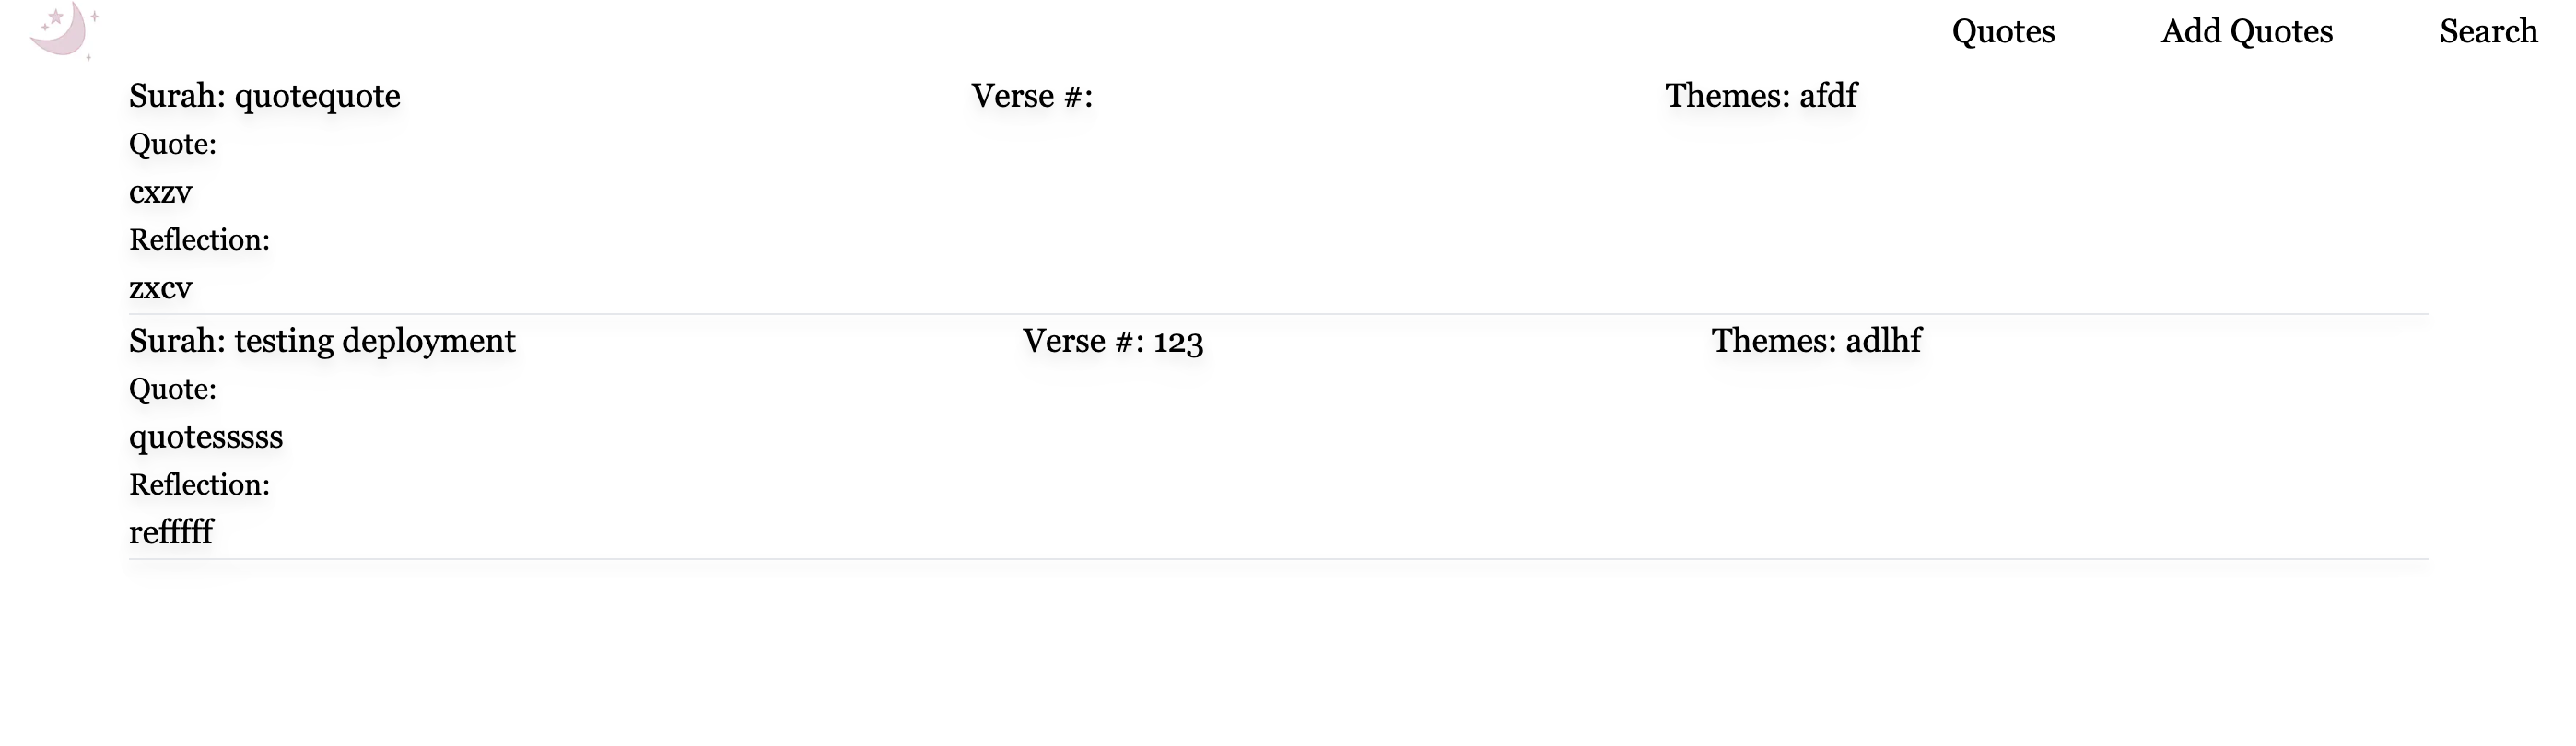 Quotes Add Quotes Search
Surah: quotequote Verse #: Themes: afdf
Quote:
cxzv
Reflection:
zxcv
Surah: testing deployment Verse #: 123 Themes: adlhf
Quote:
quotesssss
Reflection:
refffff